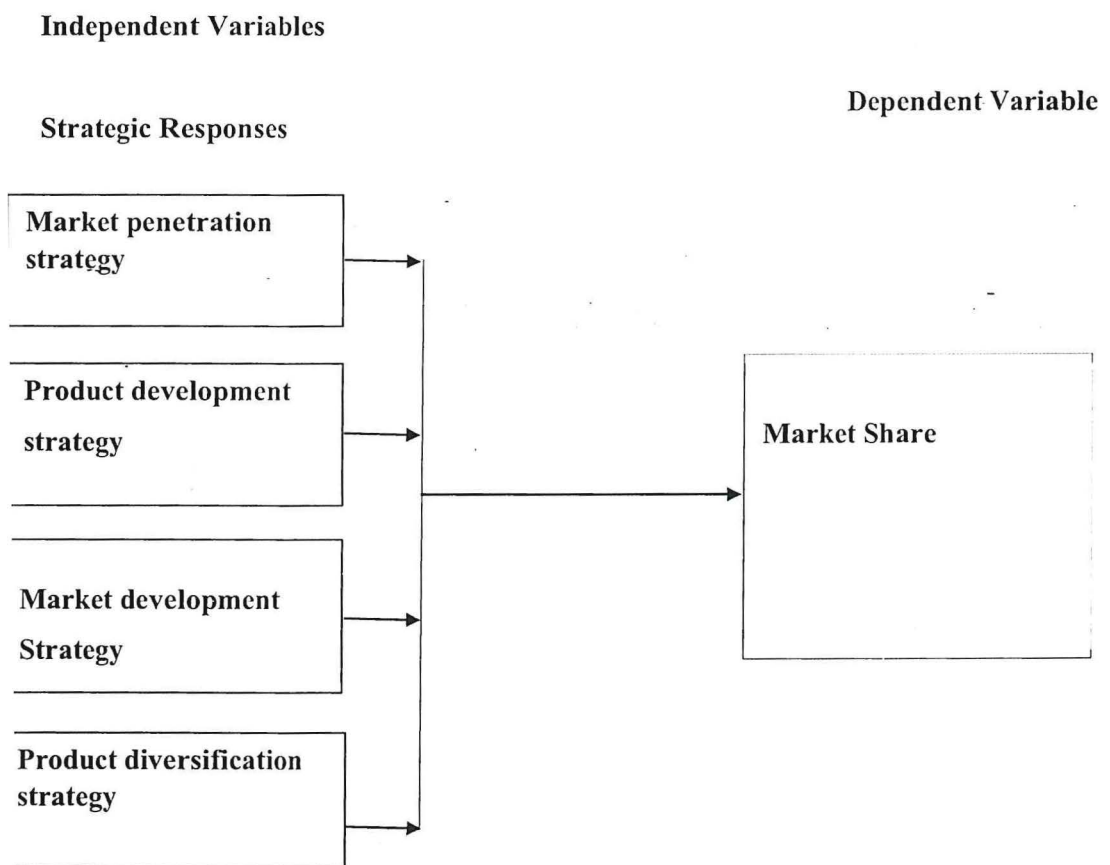 Independent Variables
Dependent Variable
Strategic Responses
Market penetration
strategy
Product development
strategy
Market Share
Market development
Strategy
Product diversification
strategy